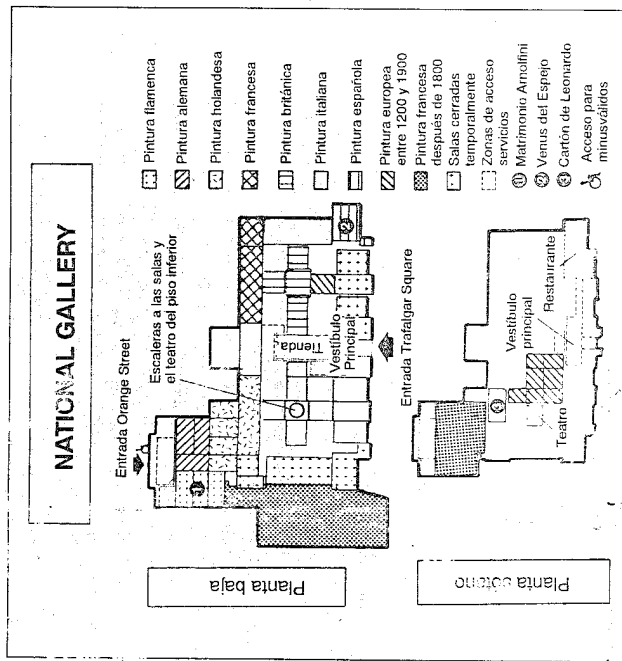 NATIONAL GALLERY
Entrada Orange Street
Escaleras a las salas y
el teatro del piso inferior
Tienda
Vestíbulo
Principal
Entrada Trafalgar Square
Planta baja
Teatro
Vestíbulo
principal
Restaurante
Planta sótano
Pintura flamenca
Pintura alemana
Pintura holandesa
Pintura francesa
Pintura británica
Pintura italiana
Pintura española
Pintura europea
entre 1200 y 1900
Pintura francesa
después de 1800
Salas cerradas
temporalmente
Zonas de acceso
servicios
① Matrimonio Arnolfini
② Venus del Espejo
③ Cartón de Leonardo
Acceso para
minusválidos